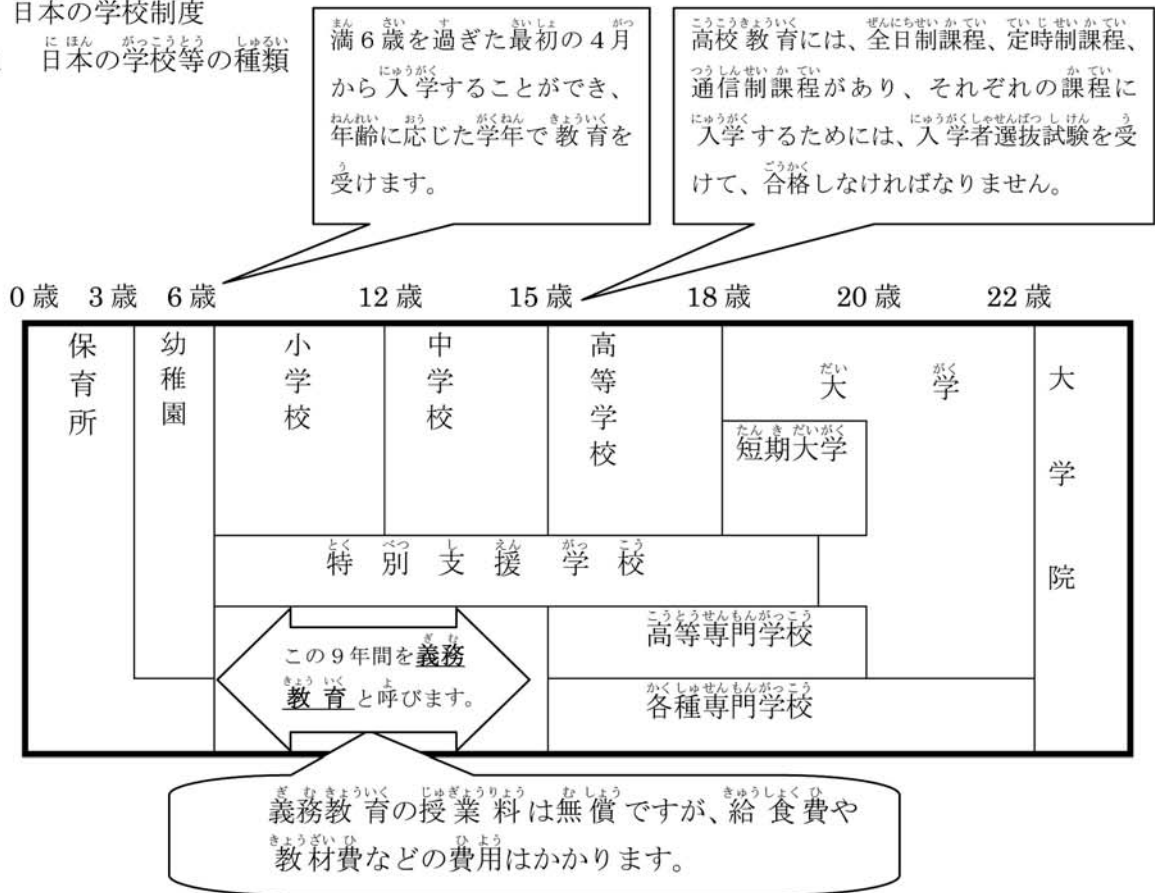 日本の学校制度
日本の学校等の種類
満6歳を過ぎた最初の4月
から入学することができ、
年齢に応じた学年で教育を
受けます。
高校教育には、全日制課程、定時制課程、
通信制課程があり、それぞれの課程に
入学するためには、入学者選抜試験を受
けて、合格しなければなりません。
0歳 3歳 6歳 12歳 15歳 18歳 20歳 22歳
保育所
幼稚園
小学校
中学校
高等学校
大学
短期大学
大学院
特別支援学校
高等専門学校
各種専門学校
この9年間を義務
教育と呼びます。
義務教育の授業料は無償ですが、給食費や
教材費などの費用はかかります。